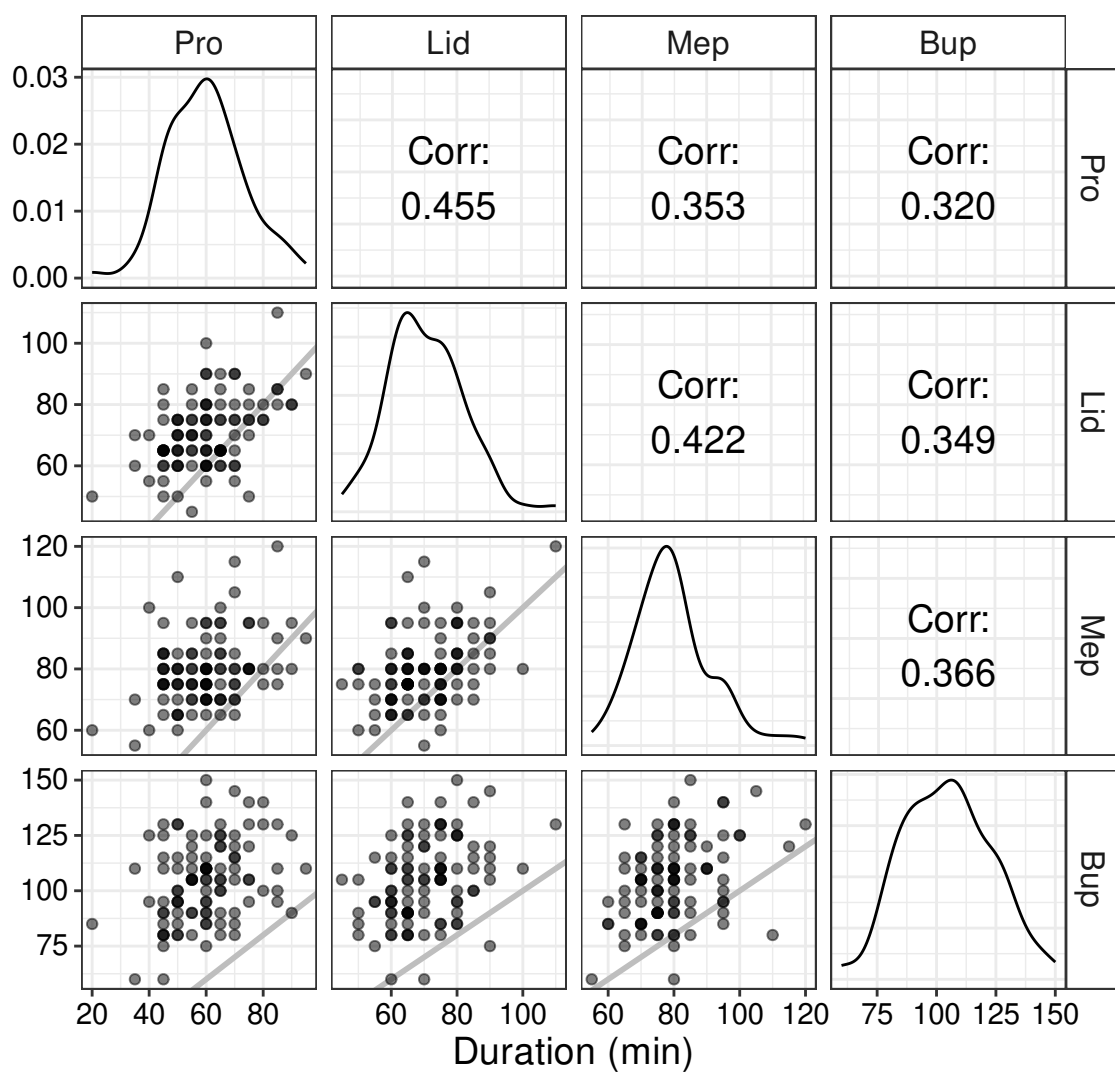 Pro Lid Mep Bup
0.03
0.02
0.01
0.00
Corr:
0.455
Corr:
0.353
Corr:
0.320
Pro
100
80
60
Corr:
0.422
Corr:
0.349
Lid
120
100
80
60
Corr:
0.366
Mep
150
125
100
75
Bup
20 40 60 80 60 80 100 60 80 100 120 75 100 125 150
Duration (min)